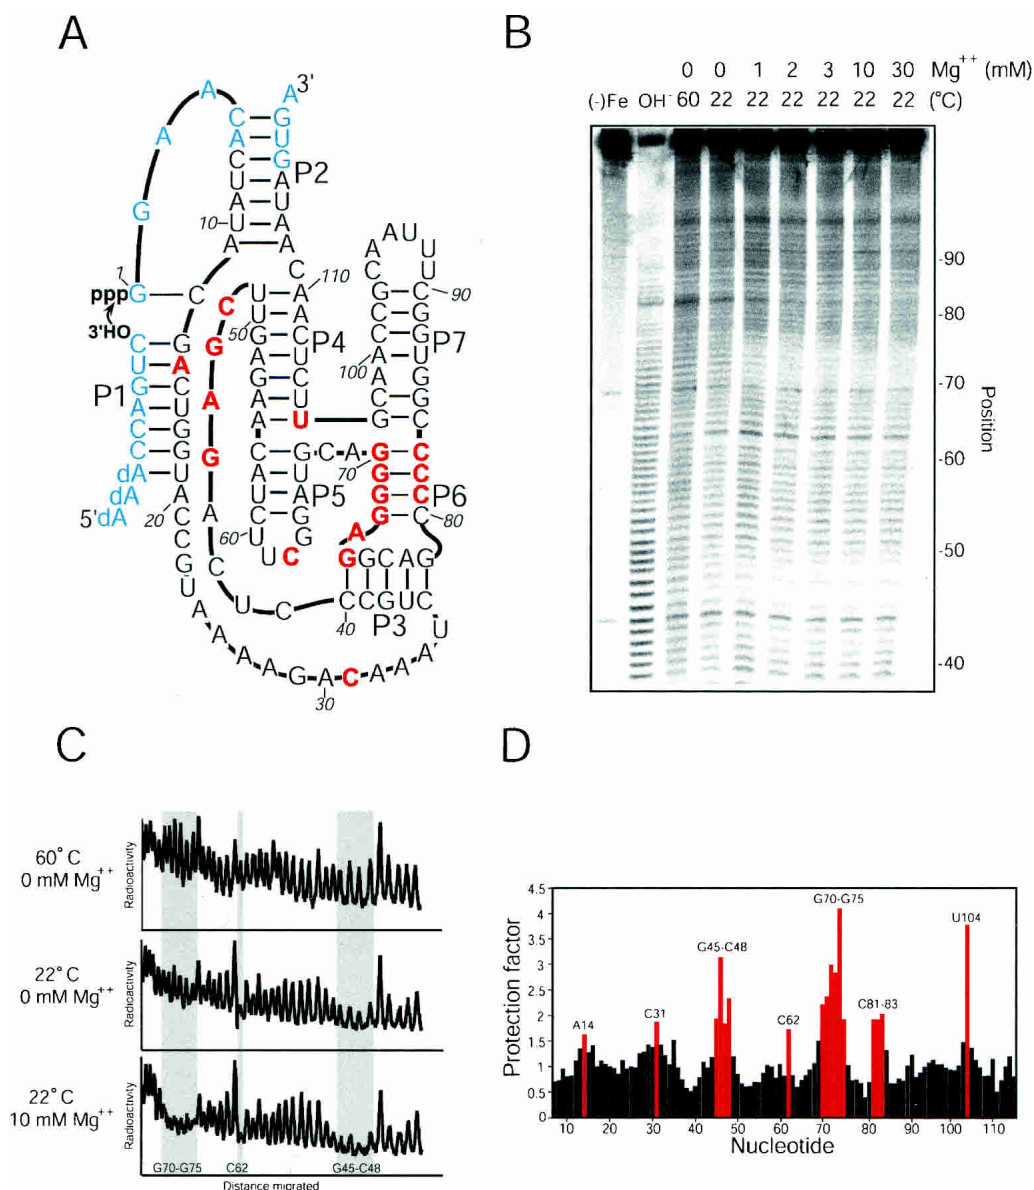 A
3'
A
A C G
A U
A C G
A U
U A
A U
U A
A A
P2
10
G
1
pppG C
3'HO
C U G A C C dA dA
5'dA
P1
G A C U G G U A C C G U A A A A G A C A A A U
20
30
C G A G A C U C C C G U C
40
P3
G G C A G
U U G A G A A C A U C U U
50
60
C A A C U C U U
110
P4
G U A G G C
P5
G C A G G G G A G
70
A C G C C A A C G
100
A A U U U C G G U G G C C C C
90
P7
P6
80
B
0 0 1 2 3 10 30 Mg++ (mM)
(-)Fe OH- 60 22 22 22 22 22 22 (°C)
-90
-80
-70
-60
-50
-40
Position
C
60° C
0 mM Mg++
Radioactivity
22° C
0 mM Mg++
Radioactivity
22° C
10 mM Mg++
Radioactivity
G70-G75 C62 G45-C48
Distance migrated
D
Protection factor
4.5
4
3.5
3
2.5
2
1.5
1
0.5
0
A14
C31
G45-C48
C62
G70-G75
C81-83
U104
10 20 30 40 50 60 70 80 90 100 110
Nucleotide